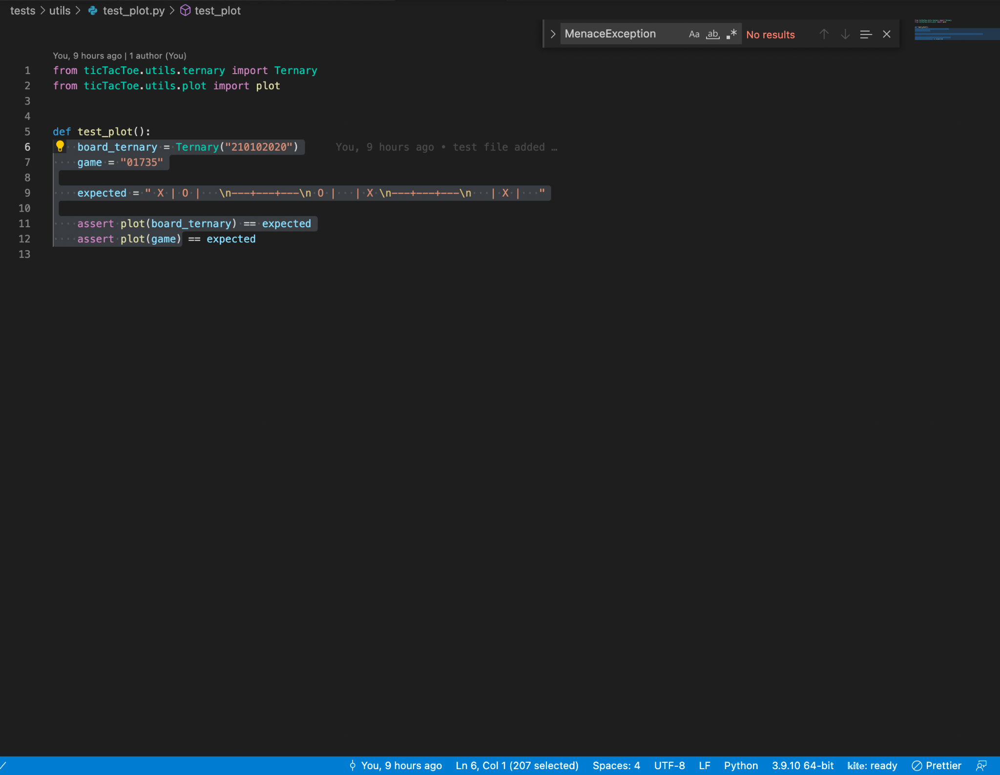 tests > utils > test_plot.py > test_plot
MenaceException Aa ab .* No results
You, 9 hours ago | 1 author (You)
1 from ticTacToe.utils.ternary import Ternary
2 from ticTacToe.utils.plot import plot
3
4
5 def test_plot():
6 board_ternary = Ternary("210102020") You, 9 hours ago • test file added …
7 game = "01735"
8
9 expected = " X | O |   \n---+---+---\n O |   | X \n---+---+---\n   | X |   "
10
11 assert plot(board_ternary) == expected
12 assert plot(game) == expected
13
You, 9 hours ago Ln 6, Col 1 (207 selected) Spaces: 4 UTF-8 LF Python 3.9.10 64-bit kite: ready Prettier